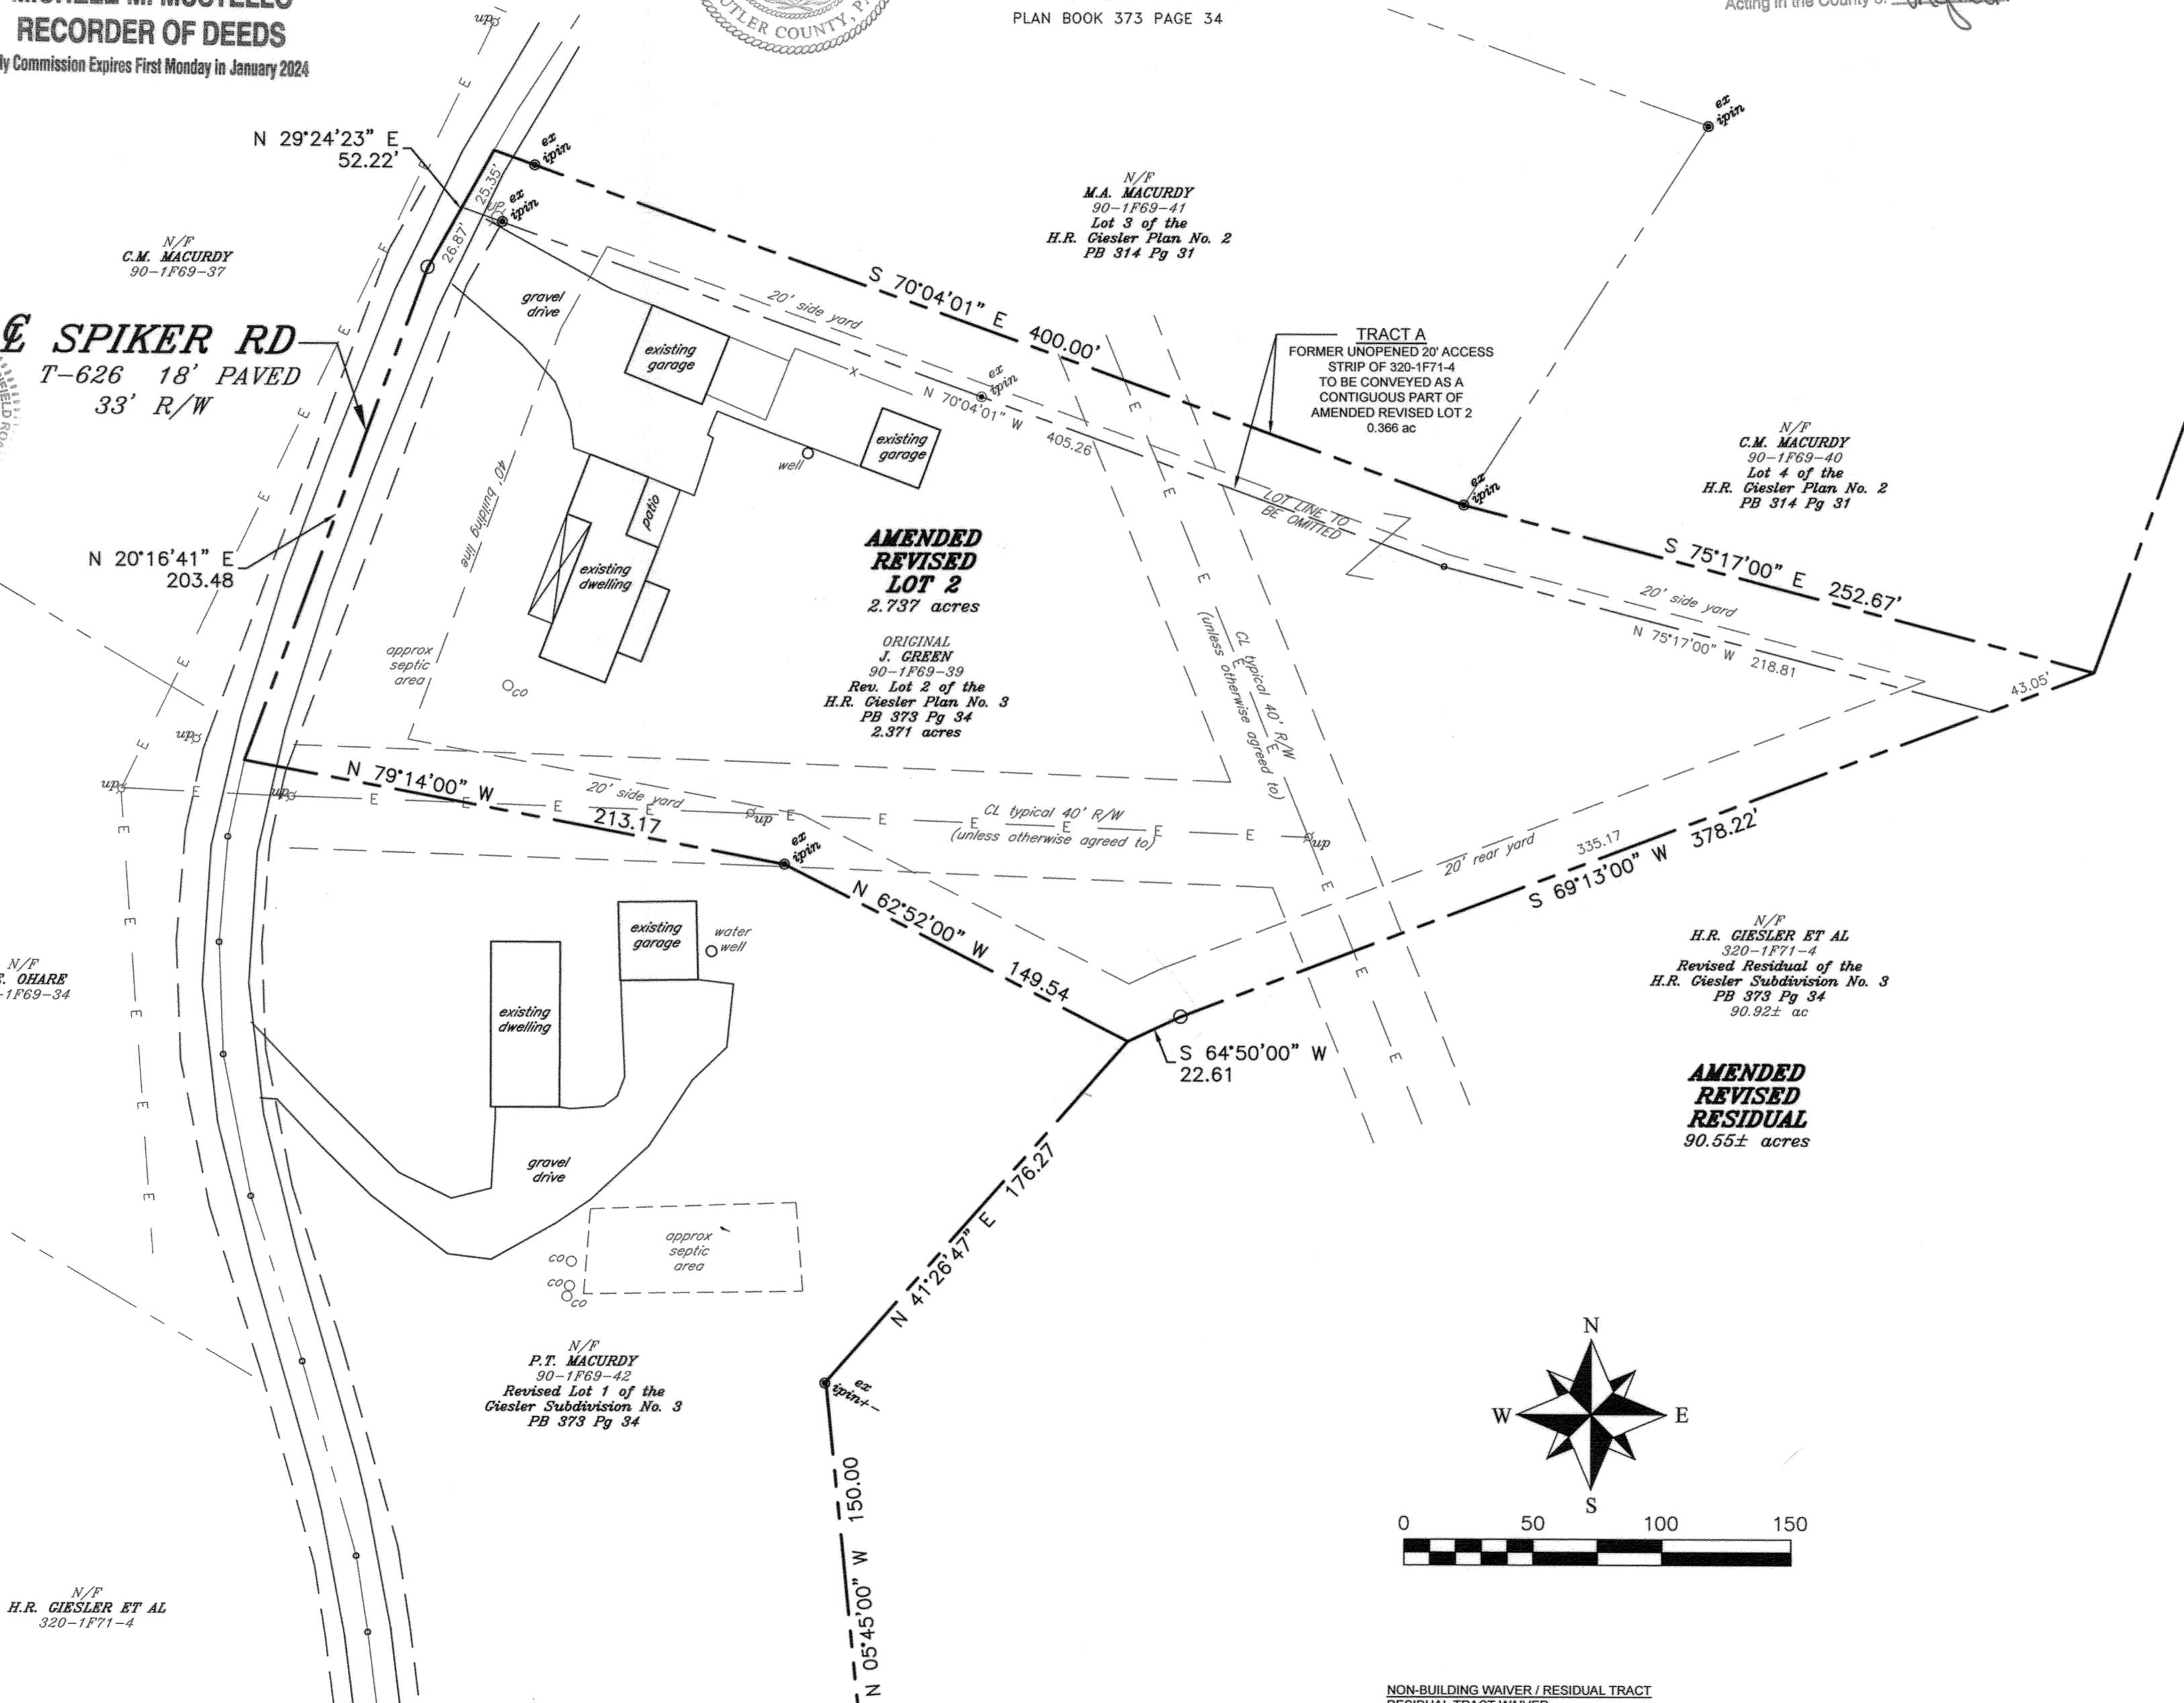 RECORDER OF DEEDS
My Commission Expires First Monday in January 2024
BUTLER COUNTY, PA
PLAN BOOK 373 PAGE 34
Acting in the County of
up
E
N 29°24'23" E
52.22'
25.35'
26.87'
UP
ex
ipin
ex
ipin
ex
ipin
N/F
C.M. MACURDY
90-1F69-37
N/F
M.A. MACURDY
90-1F69-41
Lot 3 of the
H.R. Giesler Plan No. 2
PB 314 Pg 31
℄ SPIKER RD
T-626 18' PAVED
33' R/W
gravel
drive
20' side yard
S 70°04'01" E 400.00'
existing
garage
X
ex
ipin
N 70°04'01" W 405.26
TRACT A
FORMER UNOPENED 20' ACCESS
STRIP OF 320-1F71-4
TO BE CONVEYED AS A
CONTIGUOUS PART OF
AMENDED REVISED LOT 2
0.366 ac
N/F
C.M. MACURDY
90-1F69-40
Lot 4 of the
H.R. Giesler Plan No. 2
PB 314 Pg 31
existing
garage
well
patio
40' building line
ex
ipin
LOT LINE TO
BE OMITTED
N 20°16'41" E
203.48
existing
dwelling
AMENDED
REVISED
LOT 2
2.737 acres
ORIGINAL
J. GREEN
90-1F69-39
Rev. Lot 2 of the
H.R. Giesler Plan No. 3
PB 373 Pg 34
2.371 acres
S 75°17'00" E 252.67'
20' side yard
N 75°17'00" W 218.81
43.05'
approx
septic
area
co
CL typical 40' R/W
(unless otherwise agreed to)
up
up
up
N 79°14'00" W
213.17
20' side yard
up
CL typical 40' R/W
(unless otherwise agreed to)
up
ex
ipin
20' rear yard
335.17
S 69°13'00" W 378.22'
N 62°52'00" W 149.54
existing
garage
water
well
existing
dwelling
N/F
H.R. GIESLER ET AL
320-1F71-4
Revised Residual of the
H.R. Giesler Subdivision No. 3
PB 373 Pg 34
90.92± ac
N/F
E. OHARE
-1F69-34
S 64°50'00" W
22.61
AMENDED
REVISED
RESIDUAL
90.55± acres
gravel
drive
N 41°26'47" E 176.27
approx
septic
area
co
co
co
N/F
P.T. MACURDY
90-1F69-42
Revised Lot 1 of the
Giesler Subdivision No. 3
PB 373 Pg 34
ex
ipin+-
N
W E
S
0 50 100 150
N 05°45'00" W 150.00
N/F
H.R. GIESLER ET AL
320-1F71-4
NON-BUILDING WAIVER / RESIDUAL TRACT
RESIDUAL TRACT WAIVER